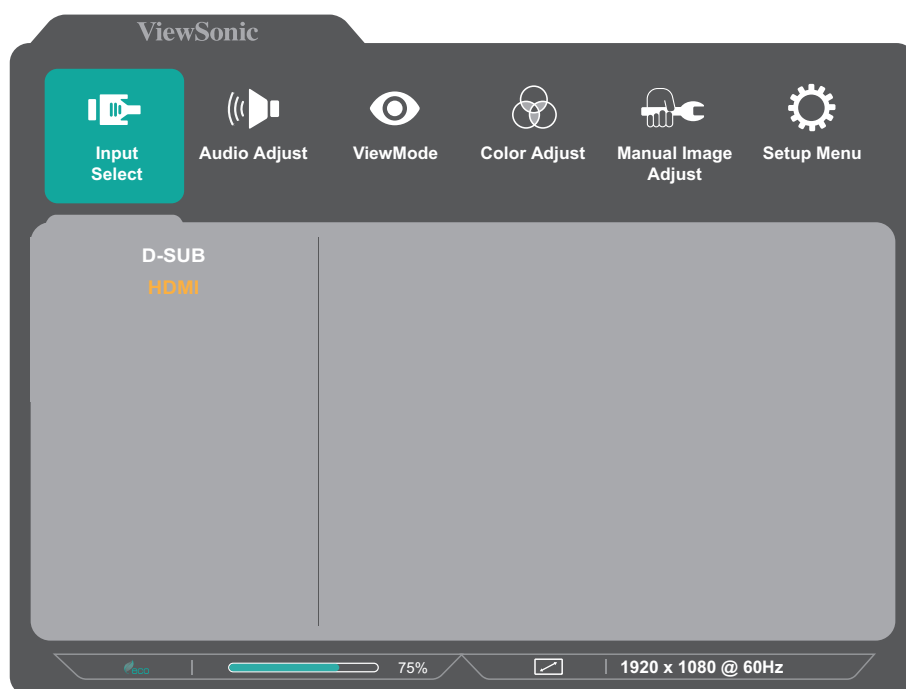 ViewSonic
Input
Select
Audio Adjust
ViewMode
Color Adjust
Manual Image
Adjust
Setup Menu
D-SUB
HDMI
eco
75%
1920 x 1080 @ 60Hz